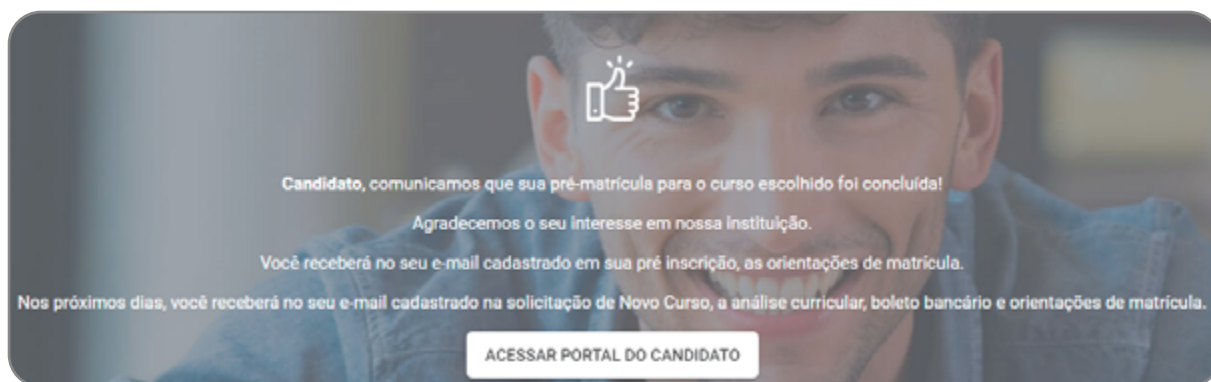 Candidato, comunicamos que sua pré-matrícula para o curso escolhido foi concluída!
Agradecemos o seu interesse em nossa instituição.
Você receberá no seu e-mail cadastrado em sua pré inscrição, as orientações de matrícula.
Nos próximos dias, você receberá no seu e-mail cadastrado na solicitação de Novo Curso, a análise curricular, boleto bancário e orientações de matrícula.
ACESSAR PORTAL DO CANDIDATO